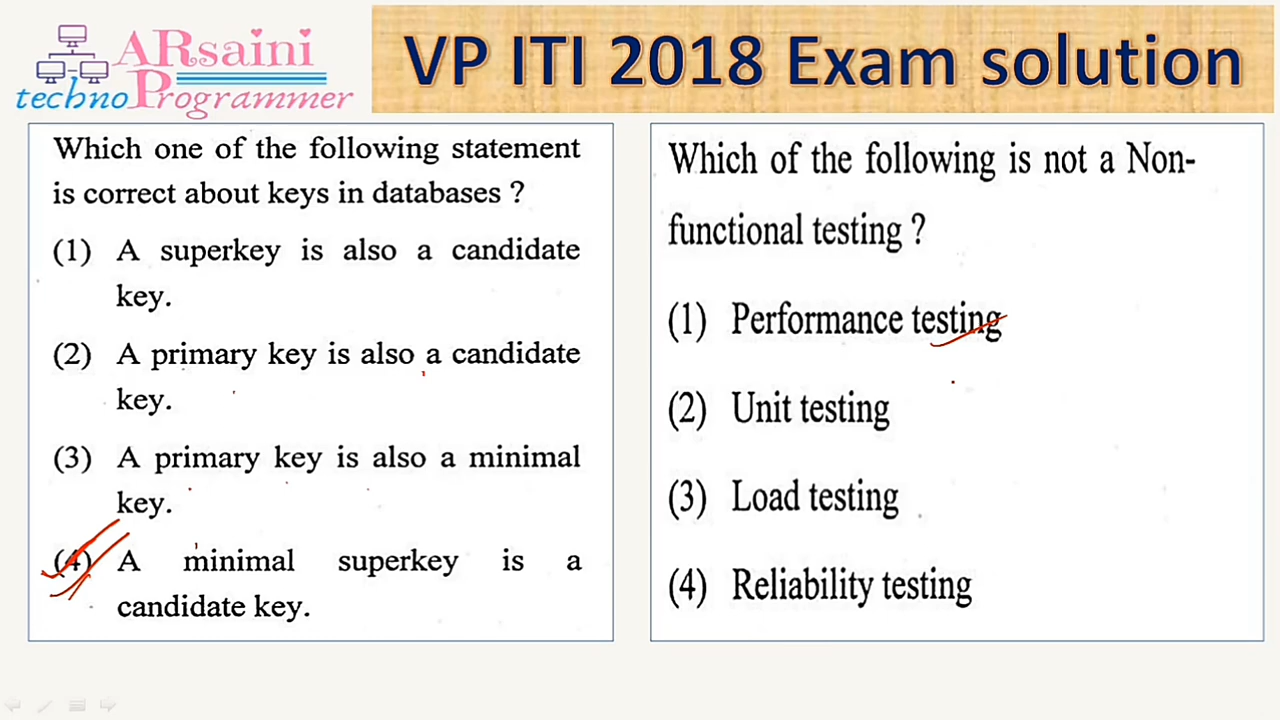 ARsaini
techno Programmer
VP ITI 2018 Exam solution
Which one of the following statement
is correct about keys in databases ?
(1) A superkey is also a candidate
key.
(2) A primary key is also a candidate
key.
(3) A primary key is also a minimal
key.
(4) A minimal superkey is a
candidate key.
Which of the following is not a Non-
functional testing ?
(1) Performance testing
(2) Unit testing
(3) Load testing
(4) Reliability testing